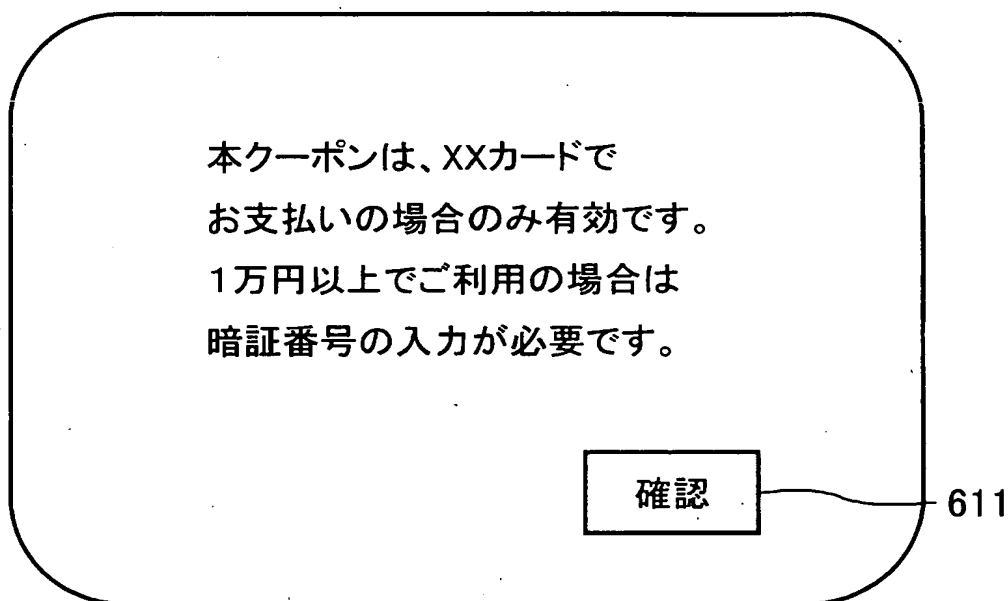 本クーポンは、XXカードで
お支払いの場合のみ有効です。
1万円以上でご利用の場合は
暗証番号の入力が必要です。
確認
611